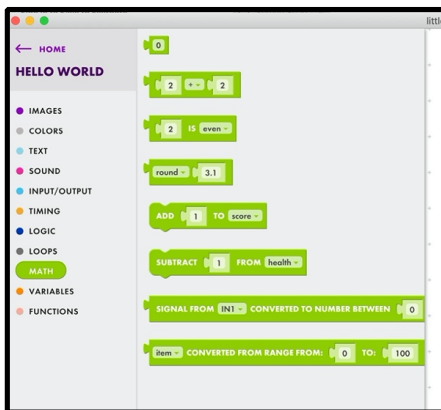 littl
← HOME
HELLO WORLD
IMAGES
COLORS
TEXT
SOUND
INPUT/OUTPUT
TIMING
LOGIC
LOOPS
MATH
VARIABLES
FUNCTIONS
0
2 + 2
2 IS even
round 3.1
ADD 1 TO score
SUBTRACT 1 FROM health
SIGNAL FROM IN1 CONVERTED TO NUMBER BETWEEN 0
item CONVERTED FROM RANGE FROM: 0 TO: 100